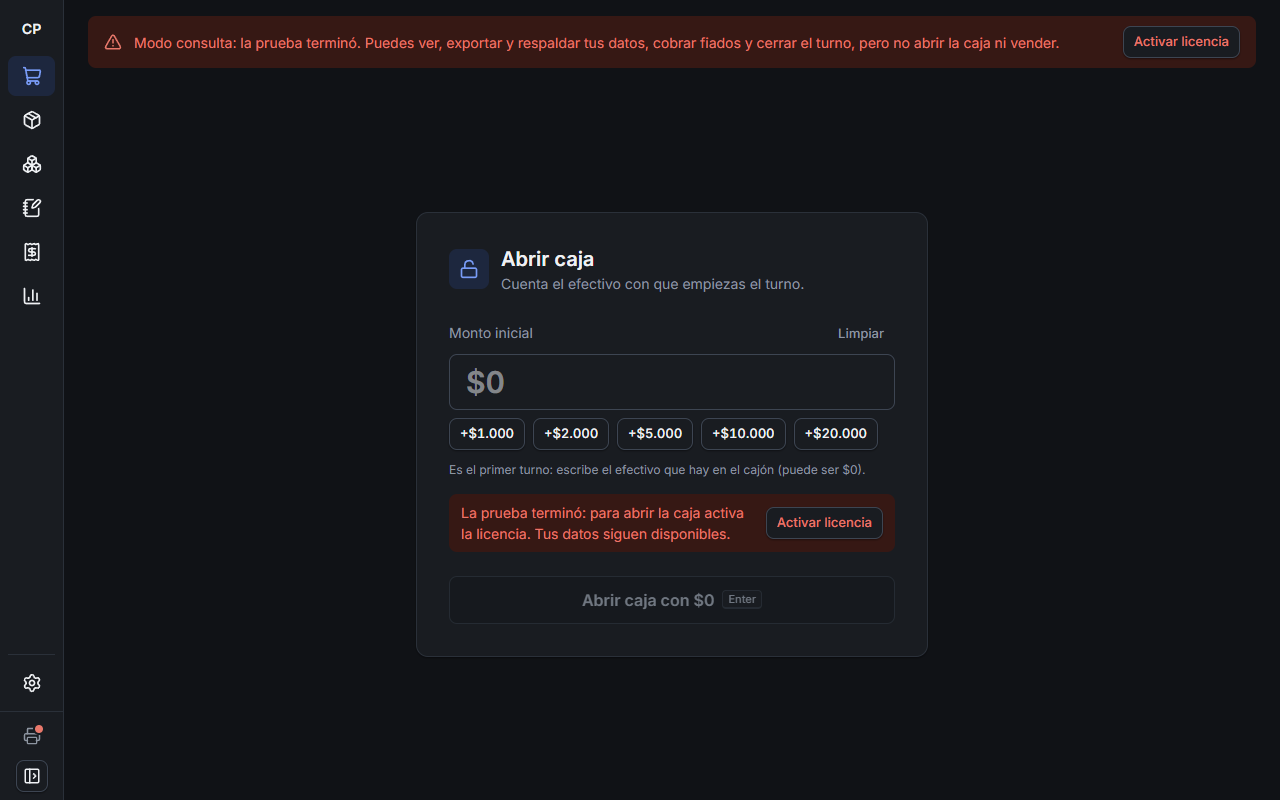 CP
Modo consulta: la prueba terminó. Puedes ver, exportar y respaldar tus datos, cobrar fiados y cerrar el turno, pero no abrir la caja ni vender.
Activar licencia
Abrir caja
Cuenta el efectivo con que empiezas el turno.
Monto inicial
Limpiar
$0
+$1.000 +$2.000 +$5.000 +$10.000 +$20.000
Es el primer turno: escribe el efectivo que hay en el cajón (puede ser $0).
La prueba terminó: para abrir la caja activa
la licencia. Tus datos siguen disponibles.
Activar licencia
Abrir caja con $0 Enter